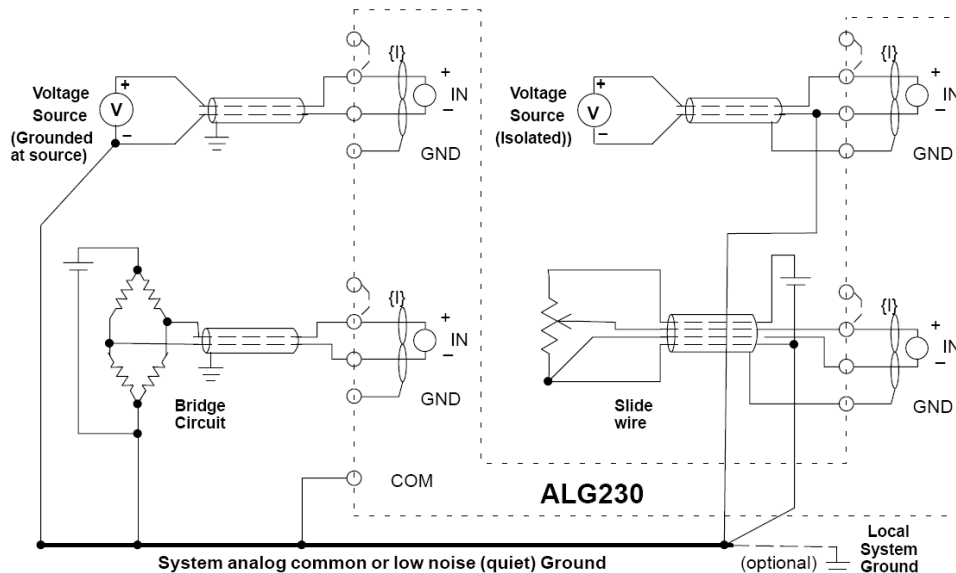 Voltage
Source
(Grounded
at source)
+
V
−
{I}
+
IN
−
GND
Voltage
Source
(Isolated))
+
V
−
{I}
+
IN
−
GND
Bridge
Circuit
{I}
+
IN
−
GND
Slide
wire
{I}
+
IN
−
GND
COM
ALG230
System analog common or low noise (quiet) Ground
(optional)
Local
System
Ground